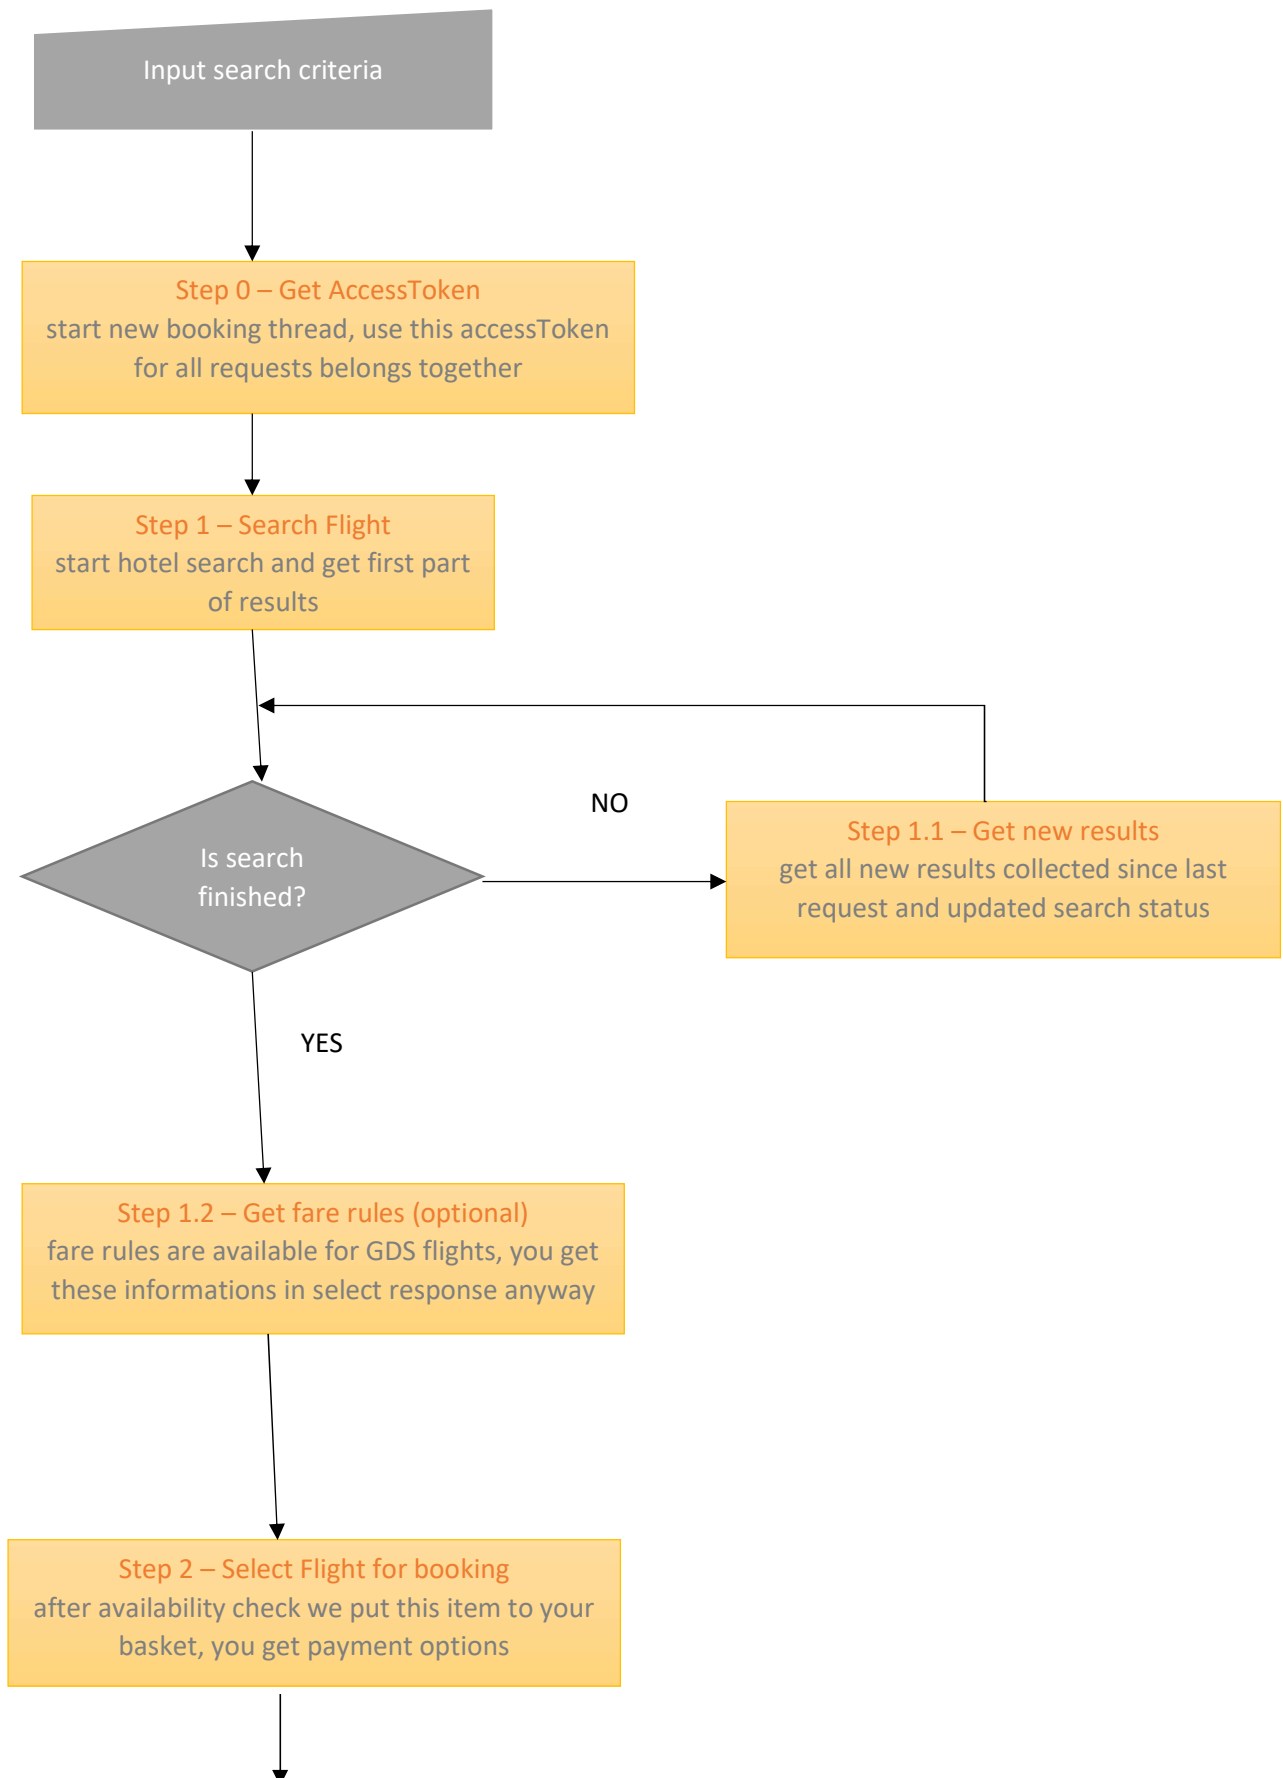 Input search criteria
Step 0 – Get AccessToken
start new booking thread, use this accessToken
for all requests belongs together
Step 1 – Search Flight
start hotel search and get first part
of results
NO
Is search
finished?
Step 1.1 – Get new results
get all new results collected since last
request and updated search status
YES
Step 1.2 – Get fare rules (optional)
fare rules are available for GDS flights, you get
these informations in select response anyway
Step 2 – Select Flight for booking
after availability check we put this item to your
basket, you get payment options